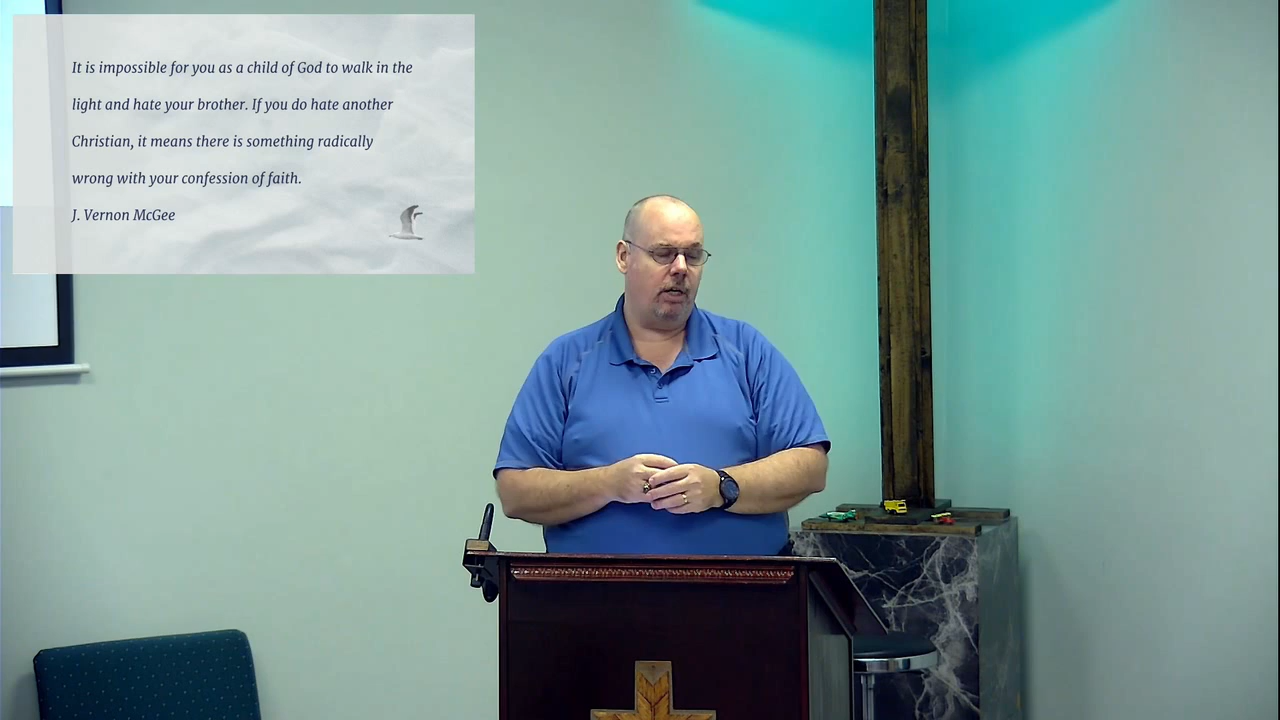 It is impossible for you as a child of God to walk in the
light and hate your brother. If you do hate another
Christian, it means there is something radically
wrong with your confession of faith.
J. Vernon McGee